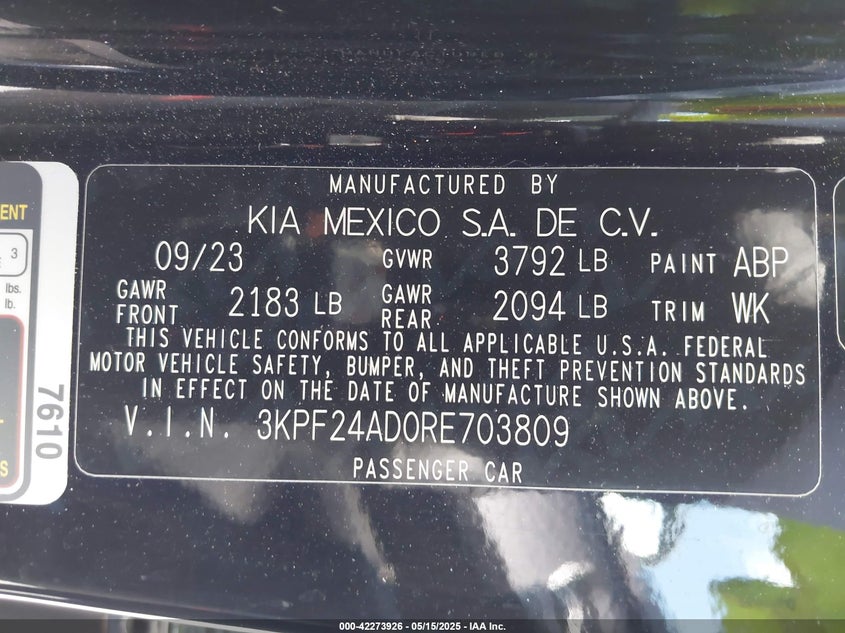 MANUFACTURED BY
KIA MEXICO S.A. DE C.V.
09/23 GVWR 3792 LB PAINT ABP
GAWR FRONT 2183 LB GAWR REAR 2094 LB TRIM WK
THIS VEHICLE CONFORMS TO ALL APPLICABLE U.S.A. FEDERAL
MOTOR VEHICLE SAFETY, BUMPER, AND THEFT PREVENTION STANDARDS
IN EFFECT ON THE DATE OF MANUFACTURE SHOWN ABOVE.
V.I.N. 3KPF24AD0RE703809
PASSENGER CAR
3
lbs.
lb.
7610
000-42273926 - 05/15/2025 - IAA Inc.